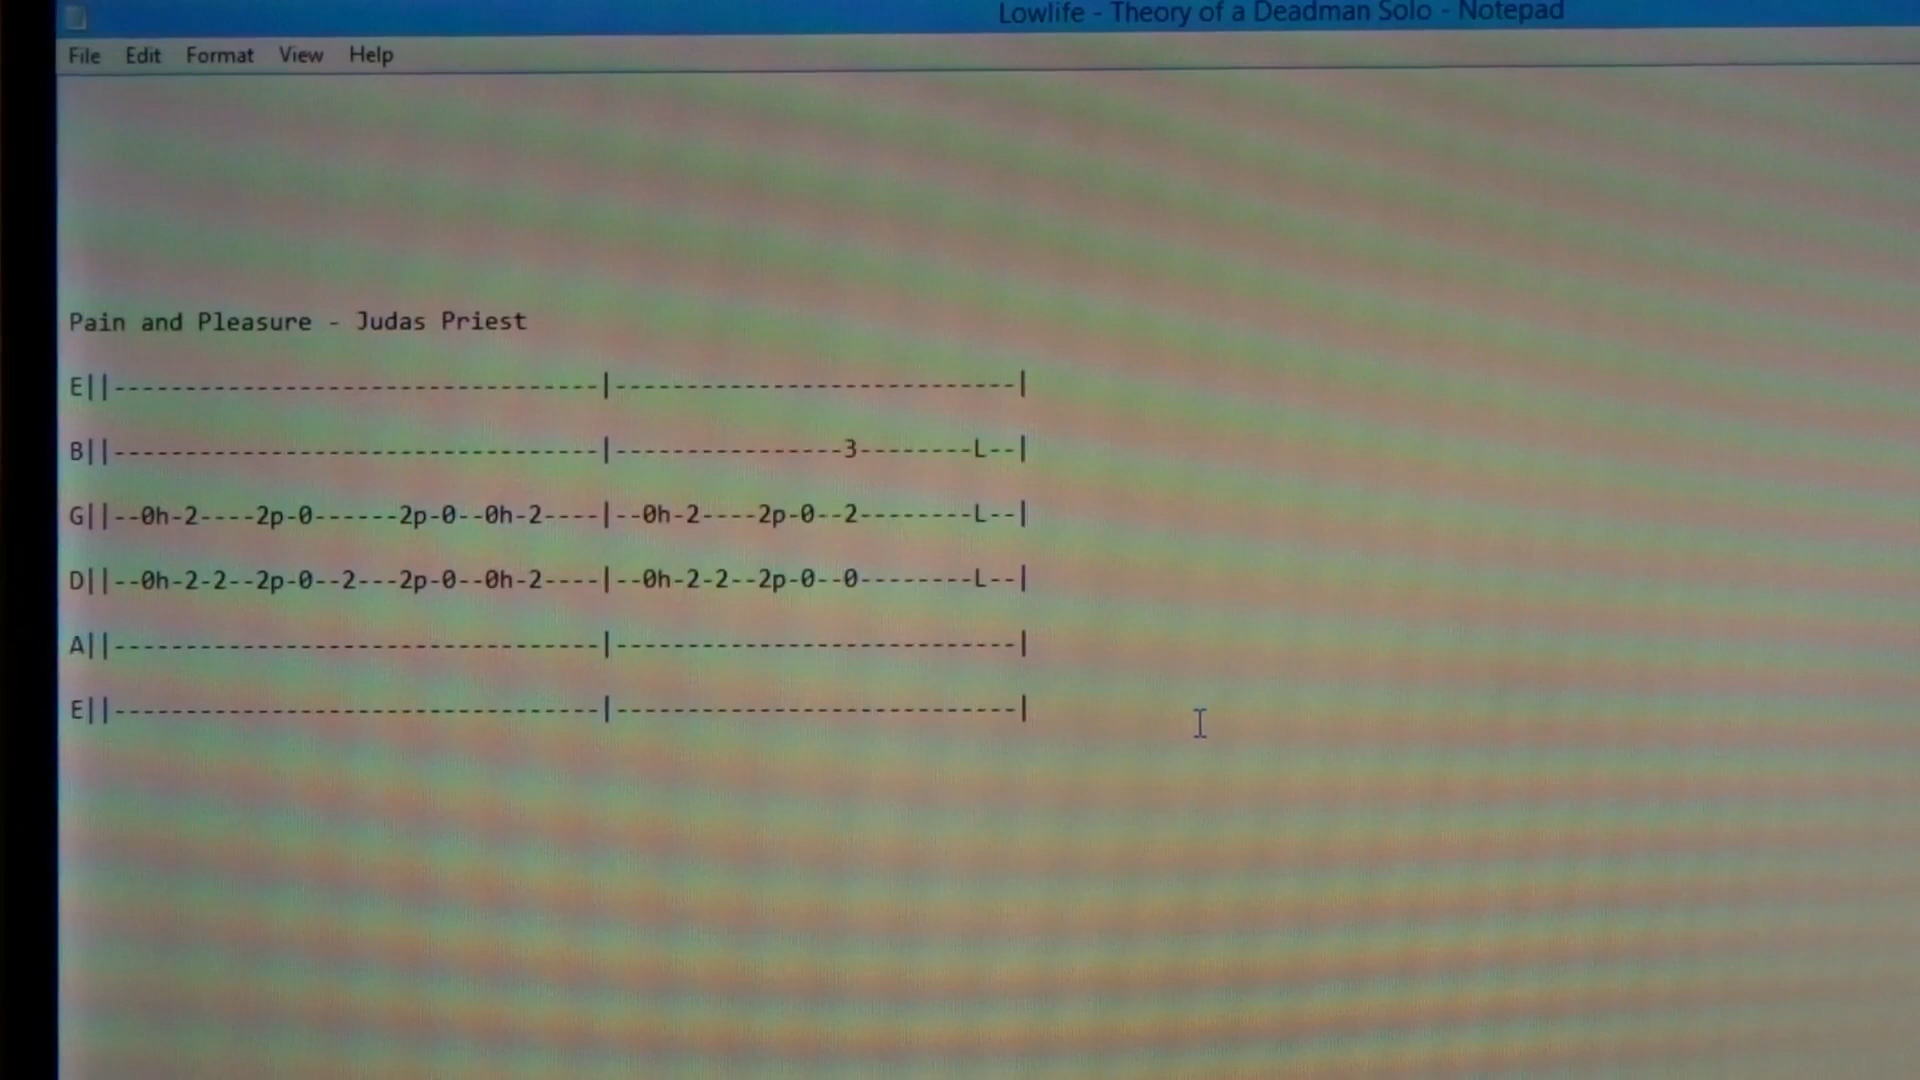 Lowlife - Theory of a Deadman Solo - Notepad
File Edit Format View Help
Pain and Pleasure - Judas Priest
E||----------------------------------|----------------------------|
B||----------------------------------|----------------3--------L--|
G||--0h-2----2p-0------2p-0--0h-2----|--0h-2----2p-0--2--------L--|
D||--0h-2-2--2p-0--2---2p-0--0h-2----|--0h-2-2--2p-0--0--------L--|
A||----------------------------------|----------------------------|
E||----------------------------------|----------------------------|